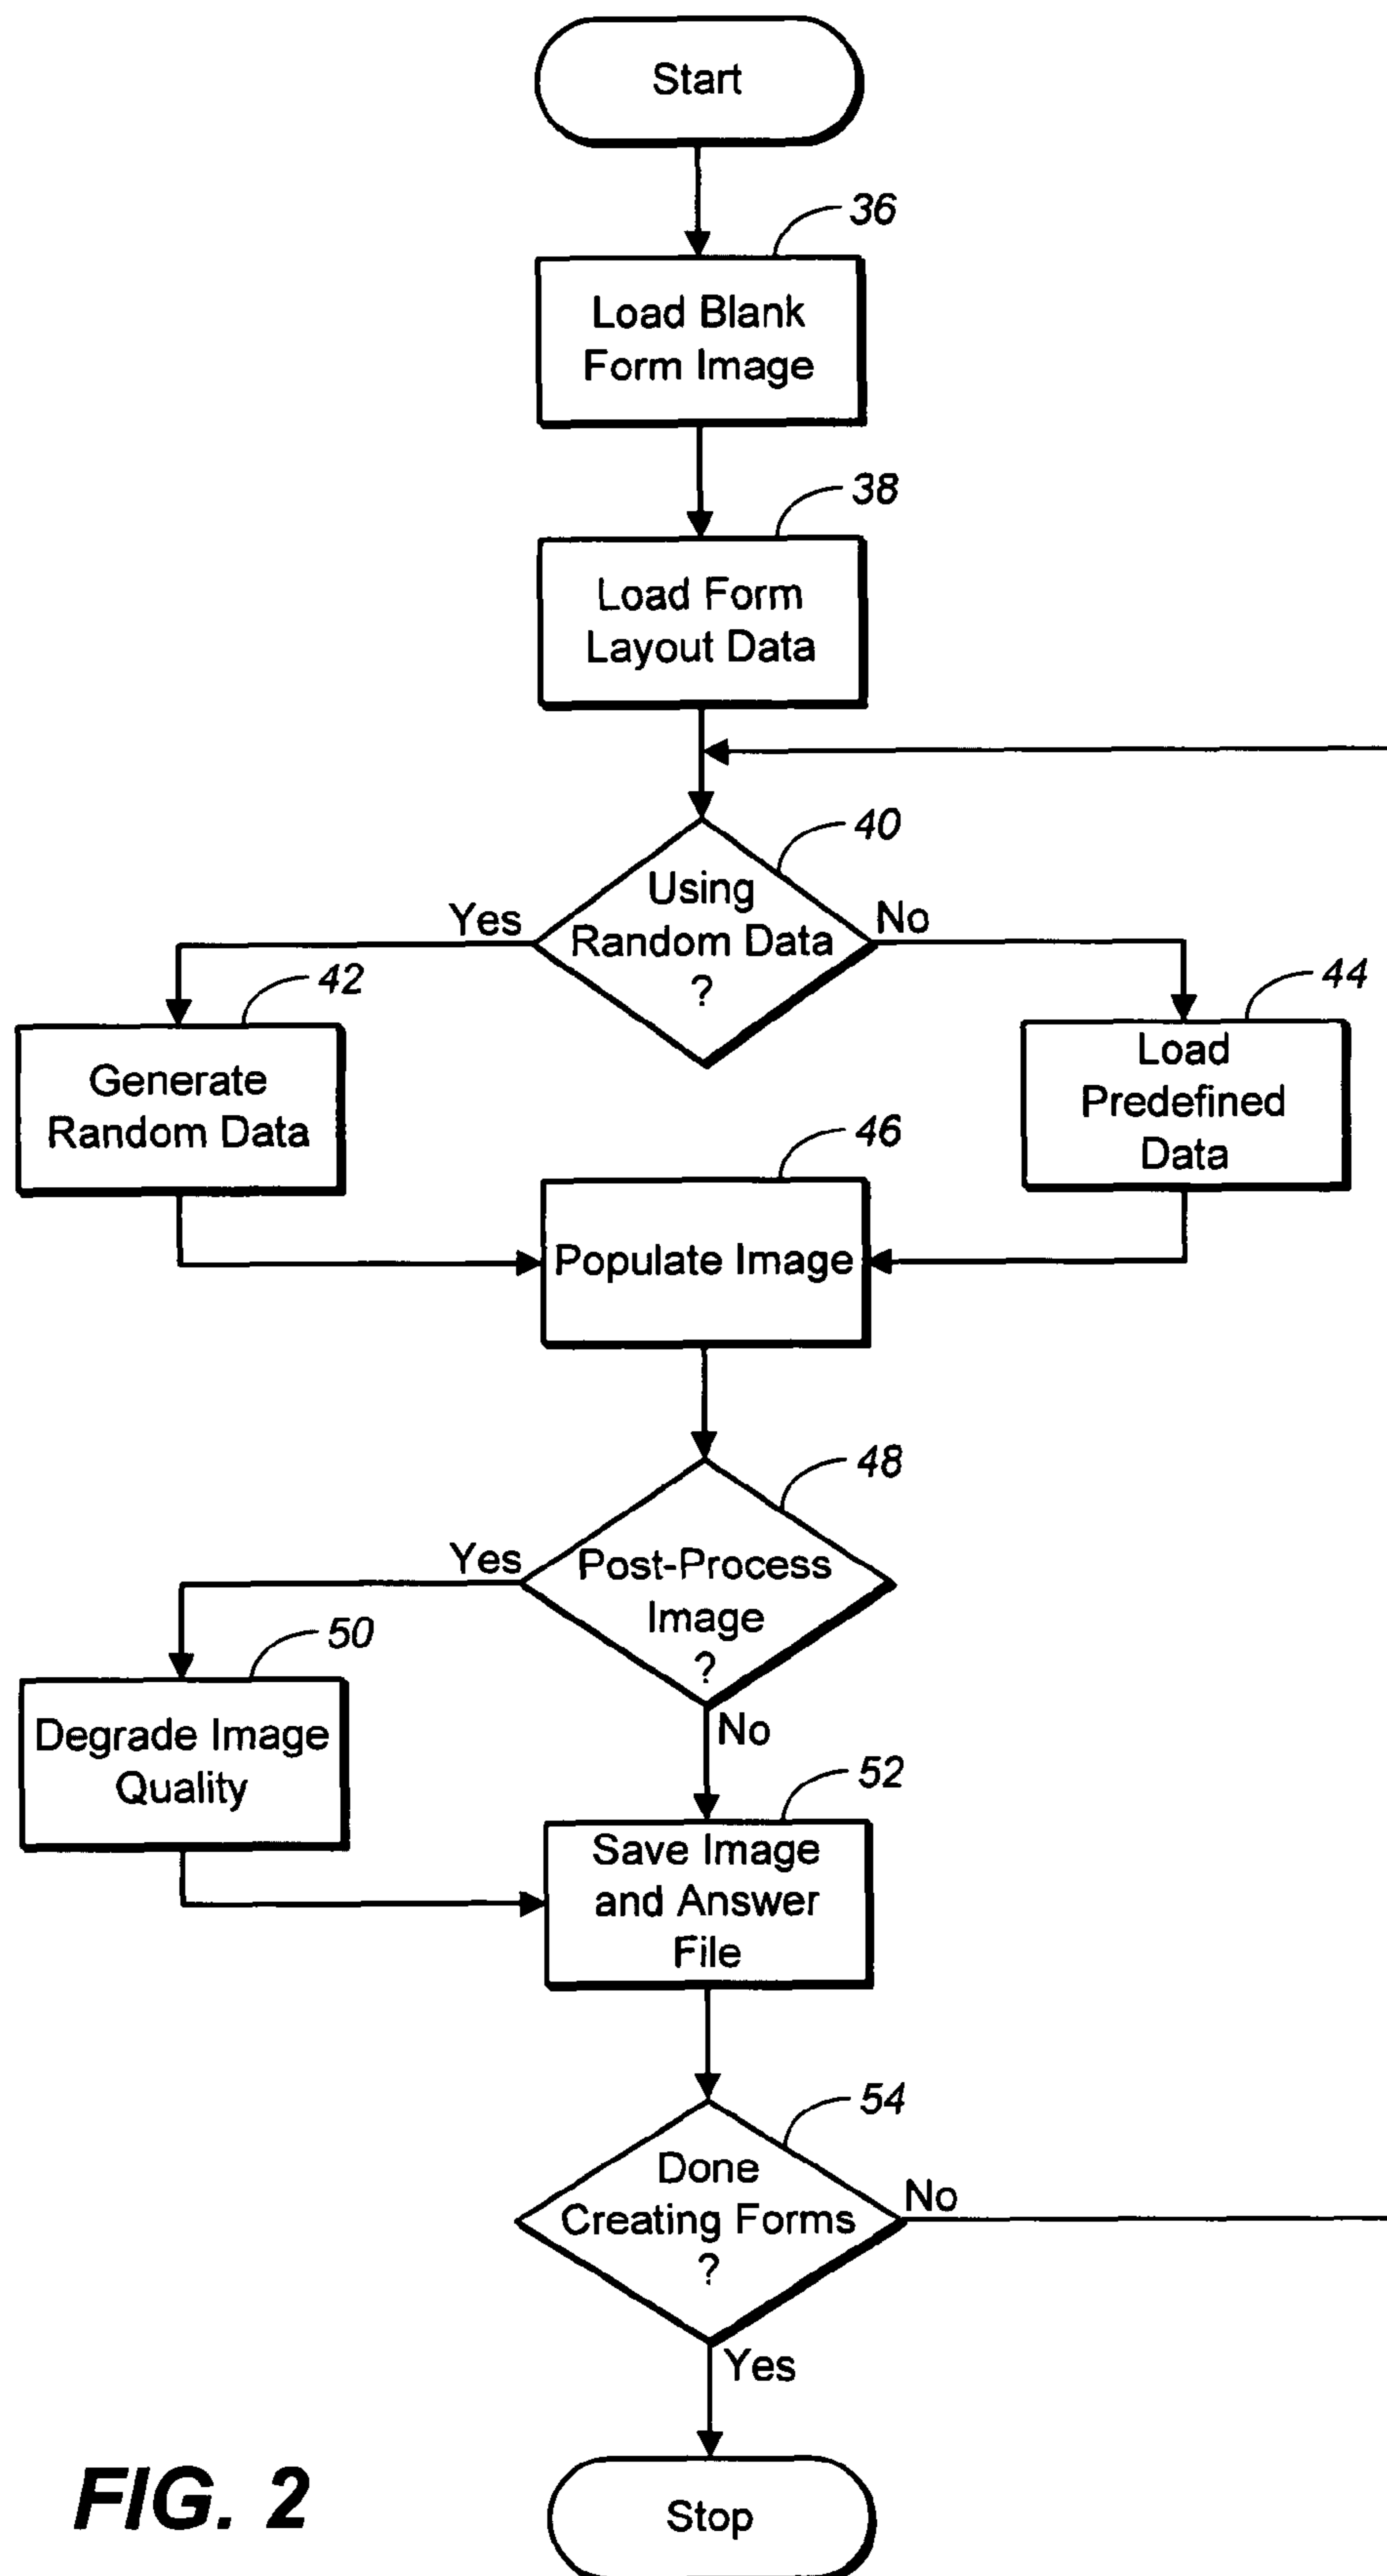 Start
36
Load Blank
Form Image
38
Load Form
Layout Data
40
Using
Random Data
?
Yes
No
42
Generate
Random Data
44
Load
Predefined
Data
46
Populate Image
48
Post-Process
Image
?
Yes
No
50
Degrade Image
Quality
52
Save Image
and Answer
File
54
Done
Creating Forms
?
No
Yes
Stop
FIG. 2